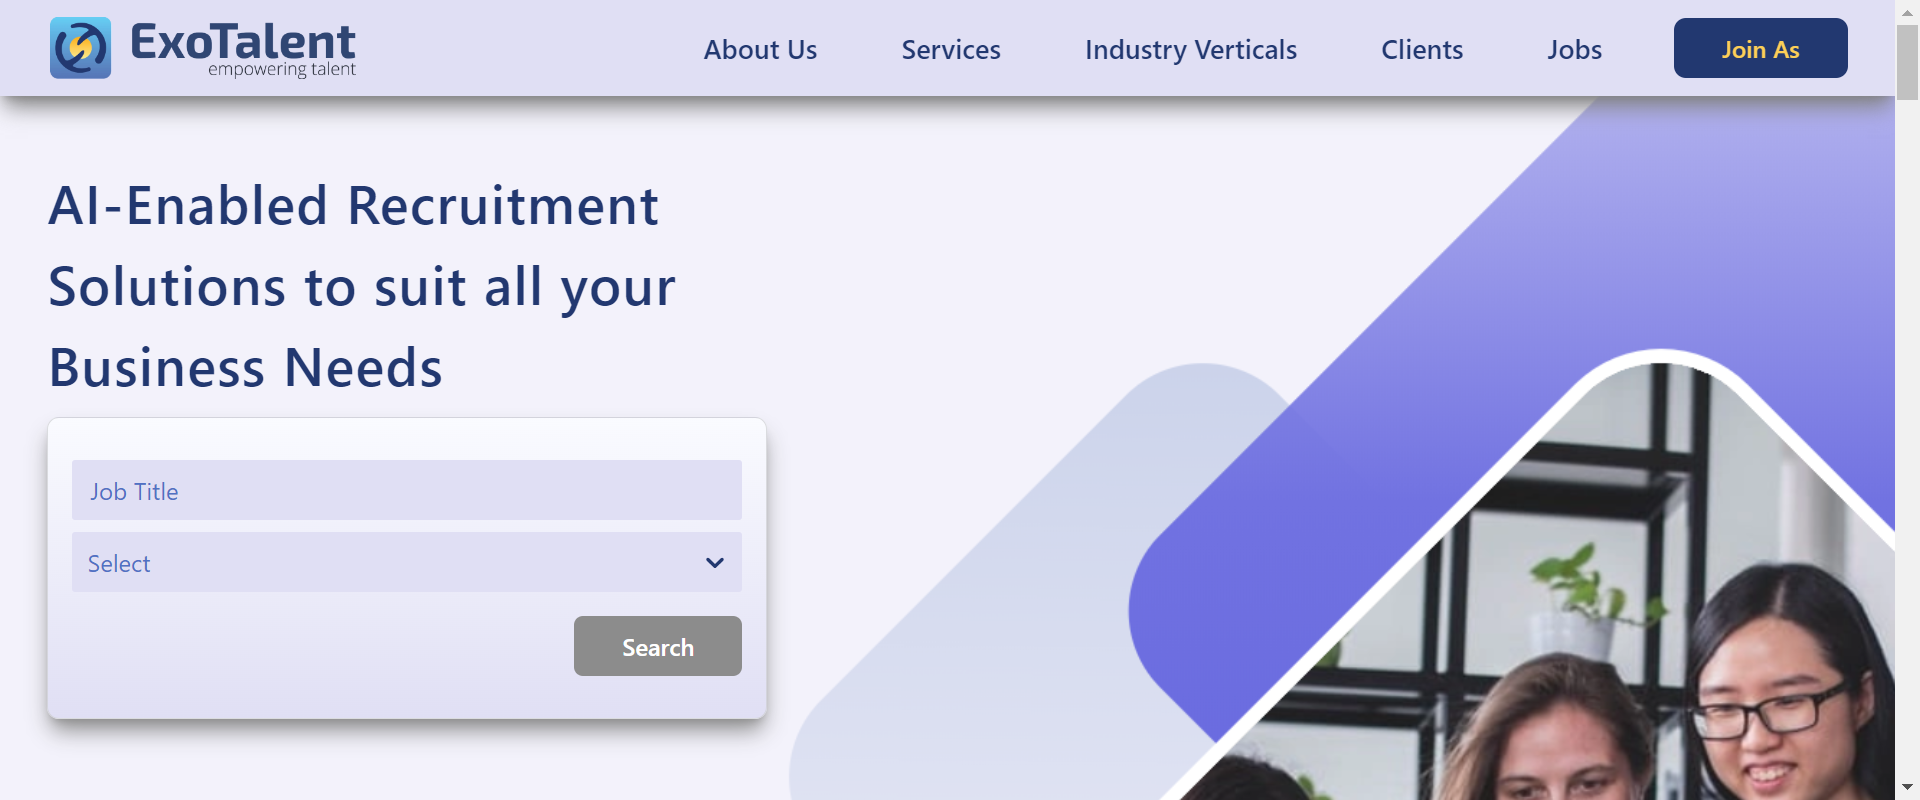 ExoTalent
empowering talent
About Us
Services
Industry Verticals
Clients
Jobs
Join As
AI-Enabled Recruitment
Solutions to suit all your
Business Needs
Job Title
Select
Search